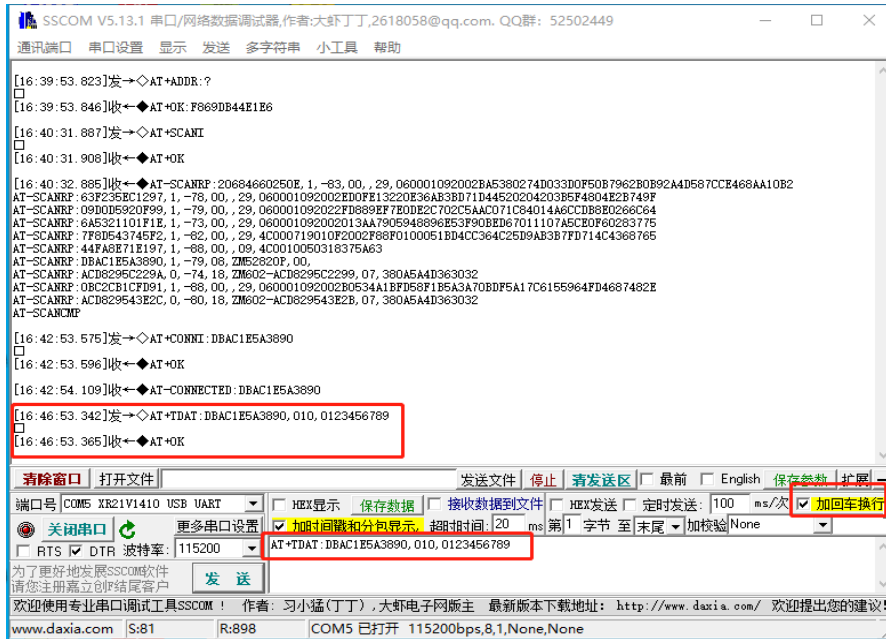 SSCOM V5.13.1 串口/网络数据调试器,作者:大虾丁丁,2618058@qq.com. QQ群: 52502449
通讯端口 串口设置 显示 发送 多字符串 小工具 帮助
[16:39:53.823]发→◇AT+ADDR:?
□
[16:39:53.846]收←◆AT+OK:F869DB44E1E6
[16:40:31.887]发→◇AT+SCANI
□
[16:40:31.908]收←◆AT+OK
[16:40:32.885]收←◆AT-SCANRP:20684660250E,1,-83,00,,29,060001092002BA5380274D033D0F50B7962B0B92A4D587CCE468AA10B2
AT-SCANRP:63F235EC1297,1,-78,00,,29,060001092002ED0FE13220E36AB3BD71D44520204203B5F4804E2B749F
AT-SCANRP:09D0D5920F99,1,-79,00,,29,060001092022FD889EF7E0DE2C702C5AAC071C84014A6CCDB8E0266C64
AT-SCANRP:6A5321101F1E,1,-73,00,,29,060001092002013AA7905948896E53F90BED67011107A5CE0F60283775
AT-SCANRP:7F8D543745F2,1,-82,00,,29,4C000719010F2002F88F0100051BD4CC364C25D9AB3B7FD714C4368765
AT-SCANRP:44FA8E71E197,1,-88,00,,09,4C0010050318375A63
AT-SCANRP:DBAC1E5A3890,1,-79,08,ZM52820P,00,
AT-SCANRP:ACD8295C229A,0,-74,18,ZM602-ACD8295C2299,07,380A5A4D363032
AT-SCANRP:0BC2CB1CFD91,1,-88,00,,29,060001092002B0534A1BFD58F1B5A3A70BDF5A17C6155964FD4687482E
AT-SCANRP:ACD829543E2C,0,-80,18,ZM602-ACD829543E2B,07,380A5A4D363032
AT-SCANCMP
[16:42:53.575]发→◇AT+CONNI:DBAC1E5A3890
□
[16:42:53.596]收←◆AT+OK
[16:42:54.109]收←◆AT-CONNECTED:DBAC1E5A3890
[16:46:53.342]发→◇AT+TDAT:DBAC1E5A3890,010,0123456789
□
[16:46:53.365]收←◆AT+OK
清除窗口 打开文件 发送文件 停止 清发送区 最前 English 保存参数 扩展
端口号 COM5 XR21V1410 USB UART HEX显示 保存数据 接收数据到文件 HEX发送 定时发送: 100 ms/次 加回车换行
关闭串口 更多串口设置 加时间戳和分包显示, 超时时间: 20 ms 第1 字节 至 末尾 加校验None
RTS DTR 波特率: 115200 AT+TDAT:DBAC1E5A3890,010,0123456789
为了更好地发展SSCOM软件
请您注册嘉立创F结尾客户
发 送
欢迎使用专业串口调试工具SSCOM ! 作者: 习小猛(丁丁),大虾电子网版主 最新版本下载地址: http://www.daxia.com/ 欢迎提出您的建议!
www.daxia.com S:81 R:898 COM5 已打开 115200bps,8,1,None,None